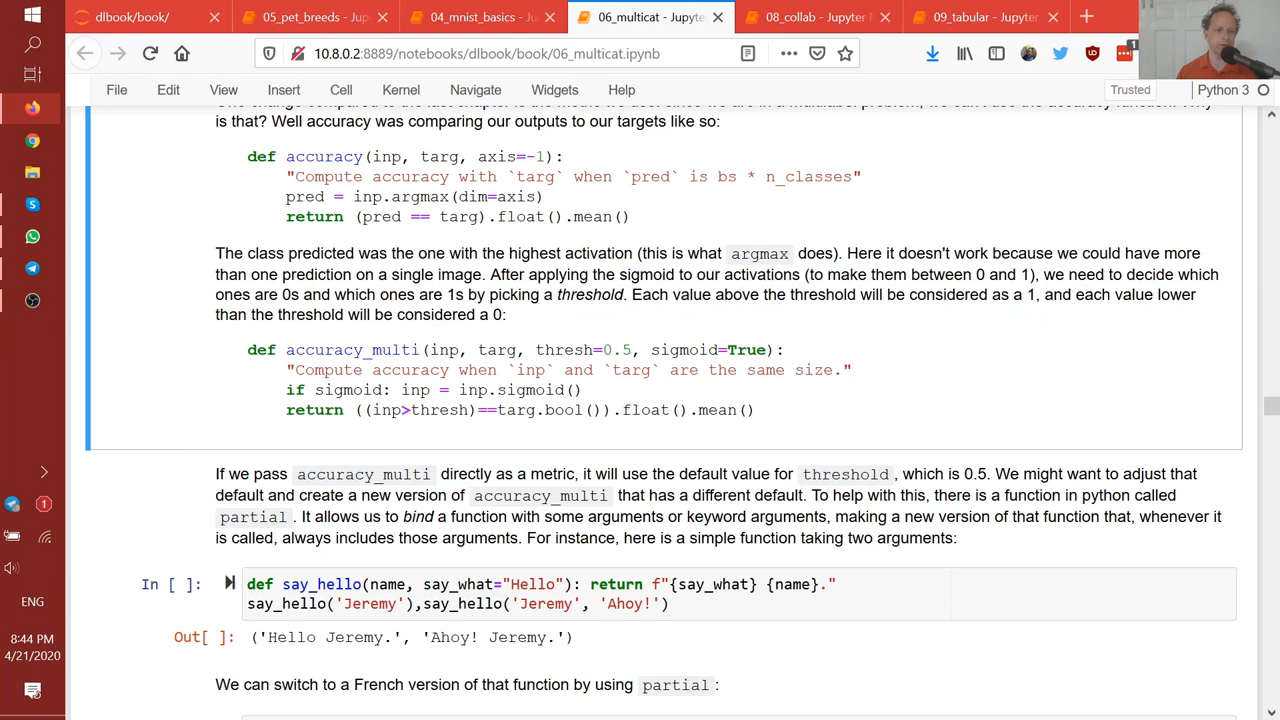 dlbook/book/
05_pet_breeds - Jupyte
04_mnist_basics - Jupyt
06_multicat - Jupyter
08_collab - Jupyter
09_tabular - Jupyte
10.8.0.2:8889/notebooks/dlbook/book/06_multicat.ipynb
1
File Edit View Insert Cell Kernel Navigate Widgets Help
Trusted
Python 3
is that? Well accuracy was comparing our outputs to our targets like so:
def accuracy(inp, targ, axis=-1):
"Compute accuracy with `targ` when `pred` is bs * n_classes"
pred = inp.argmax(dim=axis)
return (pred == targ).float().mean()
The class predicted was the one with the highest activation (this is what argmax does). Here it doesn't work because we could have more
than one prediction on a single image. After applying the sigmoid to our activations (to make them between 0 and 1), we need to decide which
ones are 0s and which ones are 1s by picking a threshold. Each value above the threshold will be considered as a 1, and each value lower
than the threshold will be considered a 0:
def accuracy_multi(inp, targ, thresh=0.5, sigmoid=True):
"Compute accuracy when `inp` and `targ` are the same size."
if sigmoid: inp = inp.sigmoid()
return ((inp>thresh)==targ.bool()).float().mean()
If we pass accuracy_multi directly as a metric, it will use the default value for threshold, which is 0.5. We might want to adjust that
default and create a new version of accuracy_multi that has a different default. To help with this, there is a function in python called
partial. It allows us to bind a function with some arguments or keyword arguments, making a new version of that function that, whenever it
is called, always includes those arguments. For instance, here is a simple function taking two arguments:
In [ ]:
def say_hello(name, say_what="Hello"): return f"{say_what} {name}."
say_hello('Jeremy'),say_hello('Jeremy', 'Ahoy!')
Out[ ]: ('Hello Jeremy.', 'Ahoy! Jeremy.')
We can switch to a French version of that function by using partial:
1
ENG
8:44 PM
4/21/2020